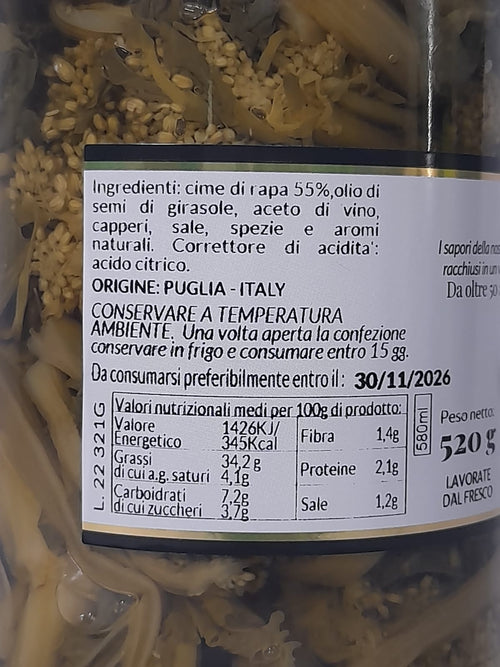 Ingredienti: cime di rapa 55%,olio di
semi di girasole, aceto di vino,
capperi, sale, spezie e aromi
naturali. Correttore di acidita':
acido citrico.
ORIGINE: PUGLIA - ITALY
CONSERVARE A TEMPERATURA
AMBIENTE. Una volta aperta la confezione
conservare in frigo e consumare entro 15 gg.
Da consumarsi preferibilmente entro il: 30/11/2026
Valori nutrizionali medi per 100g di prodotto:
Valore 1426KJ/
Energetico 345Kcal
Grassi 34,2 g
di cui a.g. saturi 4,1g
Carboidrati 7,2g
di cui zuccheri 3,7g
Fibra 1,4g
Proteine 2,1g
Sale 1,2g
L. 22 321G
580ml
I sapori della
racchiusi in un
Da oltre 50
Peso netto:
520 g
LAVORATE
DAL FRESCO